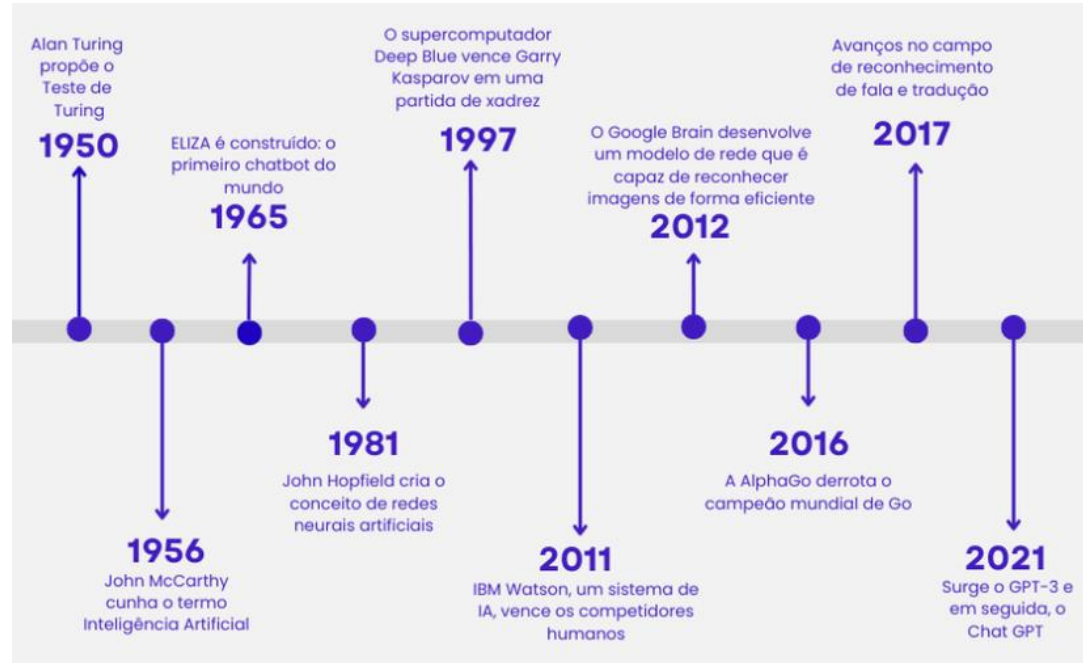 Alan Turing
propõe o
Teste de
Turing
1950
John McCarthy
cunha o termo
Inteligência Artificial
1956
ELIZA é construído: o
primeiro chatbot do
mundo
1965
1981
John Hopfield cria o
conceito de redes
neurais artificiais
O supercomputador
Deep Blue vence Garry
Kasparov em uma
partida de xadrez
1997
2011
IBM Watson, um sistema de
IA, vence os competidores
humanos
O Google Brain desenvolve
um modelo de rede que é
capaz de reconhecer
imagens de forma eficiente
2012
2016
A AlphaGo derrota o
campeão mundial de Go
Avanços no campo
de reconhecimento
de fala e tradução
2017
2021
Surge o GPT-3 e
em seguida, o
Chat GPT